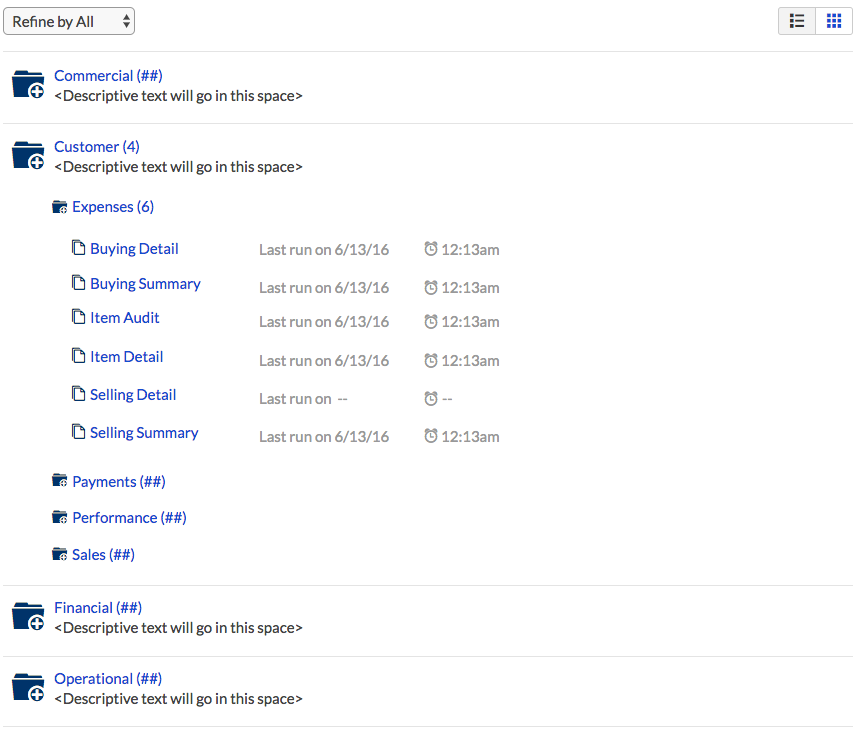 Refine by All
Commercial (##)
<Descriptive text will go in this space>
Customer (4)
<Descriptive text will go in this space>
Expenses (6)
Buying Detail Last run on 6/13/16 12:13am
Buying Summary Last run on 6/13/16 12:13am
Item Audit Last run on 6/13/16 12:13am
Item Detail Last run on 6/13/16 12:13am
Selling Detail Last run on -- --
Selling Summary Last run on 6/13/16 12:13am
Payments (##)
Performance (##)
Sales (##)
Financial (##)
<Descriptive text will go in this space>
Operational (##)
<Descriptive text will go in this space>